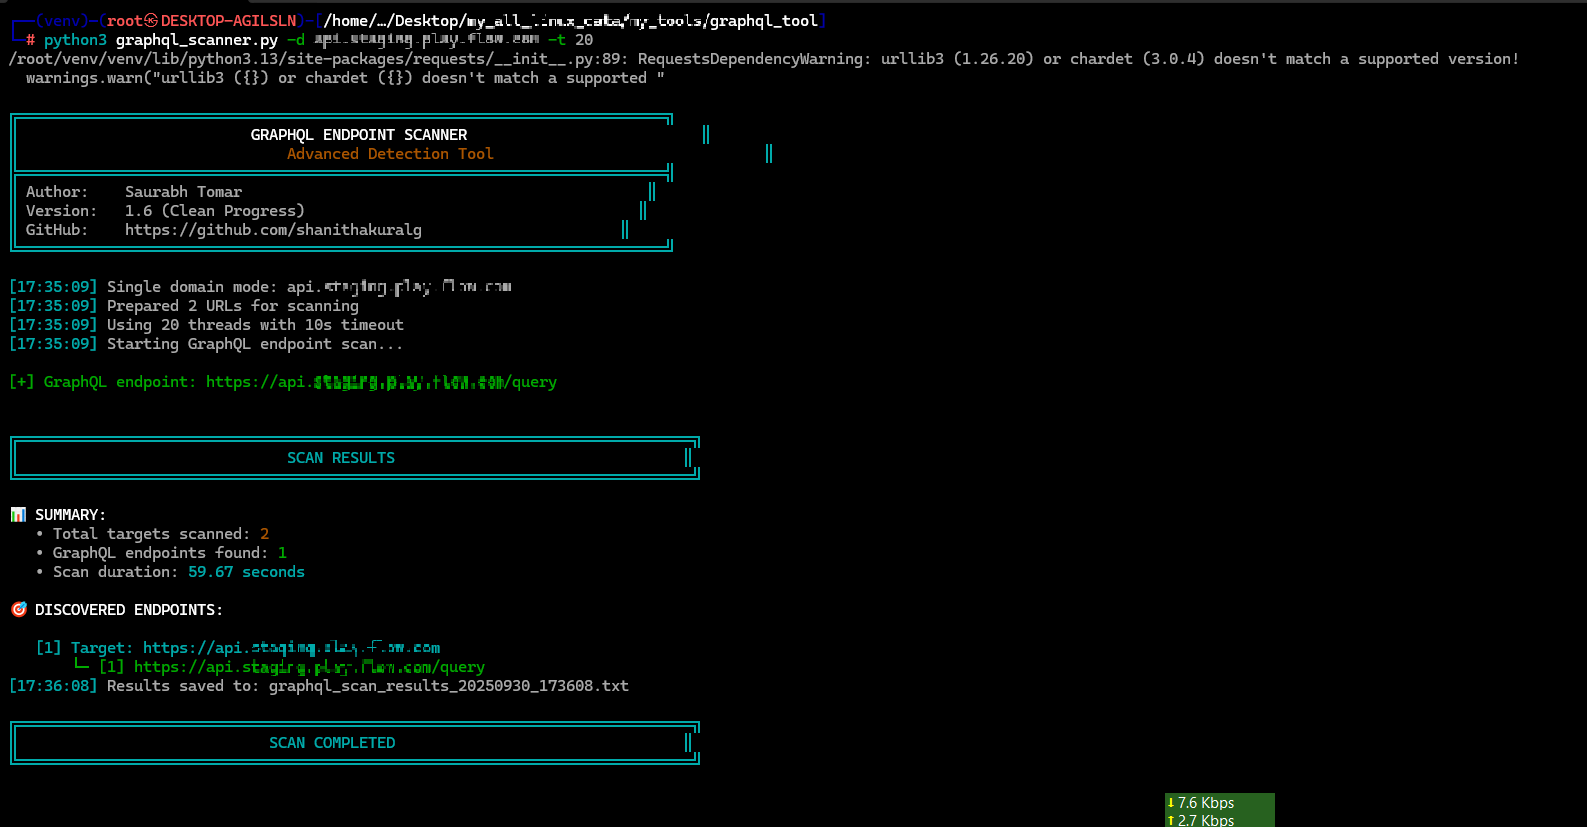 (venv)-(root㉿DESKTOP-AGILSLN)-[/home/…/Desktop/my_all_linux_data/my_tools/graphql_tool]
# python3 graphql_scanner.py -d -t 20
/root/venv/venv/lib/python3.13/site-packages/requests/__init__.py:89: RequestsDependencyWarning: urllib3 (1.26.20) or chardet (3.0.4) doesn't match a supported version!
warnings.warn("urllib3 ({}) or chardet ({}) doesn't match a supported "
GRAPHQL ENDPOINT SCANNER
Advanced Detection Tool
Author: Saurabh Tomar
Version: 1.6 (Clean Progress)
GitHub: https://github.com/shanithakuralg
[17:35:09] Single domain mode: api.
[17:35:09] Prepared 2 URLs for scanning
[17:35:09] Using 20 threads with 10s timeout
[17:35:09] Starting GraphQL endpoint scan...
[+] GraphQL endpoint: https://api. /query
SCAN RESULTS
📊 SUMMARY:
• Total targets scanned: 2
• GraphQL endpoints found: 1
• Scan duration: 59.67 seconds
🎯 DISCOVERED ENDPOINTS:
[1] Target: https://api.
└─ [1] https://api. /query
[17:36:08] Results saved to: graphql_scan_results_20250930_173608.txt
SCAN COMPLETED
↓ 7.6 Kbps
↑ 2.7 Kbps